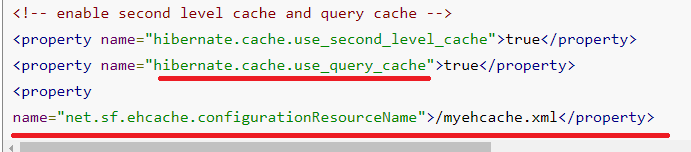 <!-- enable second level cache and query cache -->
<property name="hibernate.cache.use_second_level_cache">true</property>
<property name="hibernate.cache.use_query_cache">true</property>
<property
name="net.sf.ehcache.configurationResourceName">/myehcache.xml</property>